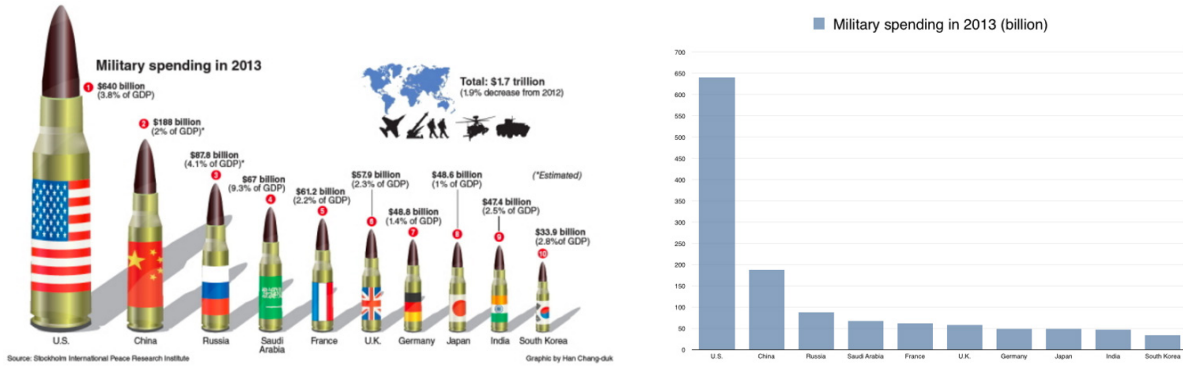 Military spending in 2013
1 $640 billion
(3.8% of GDP)
2 $188 billion
(2% of GDP)*
$87.8 billion
(4.1% of GDP)*
3
$67 billion
(9.3% of GDP)
4
$61.2 billion
(2.2% of GDP)
5
$57.9 billion
(2.3% of GDP)
6
$48.8 billion
(1.4% of GDP)
7
$48.6 billion
(1% of GDP)
8
$47.4 billion
(2.5% of GDP)
9
$33.9 billion
(2.8%of GDP)
10
Total: $1.7 trillion
(1.9% decrease from 2012)
(*Estimated)
U.S.
China
Russia
Saudi
Arabia
France
U.K.
Germany
Japan
India
South Korea
Source: Stockholm International Peace Research Institute
Graphic by Han Chang-duk
Military spending in 2013 (billion)
700
650
600
550
500
450
400
350
300
250
200
150
100
50
0
U.S.
China
Russia
Saudi Arabia
France
U.K.
Germany
Japan
India
South Korea